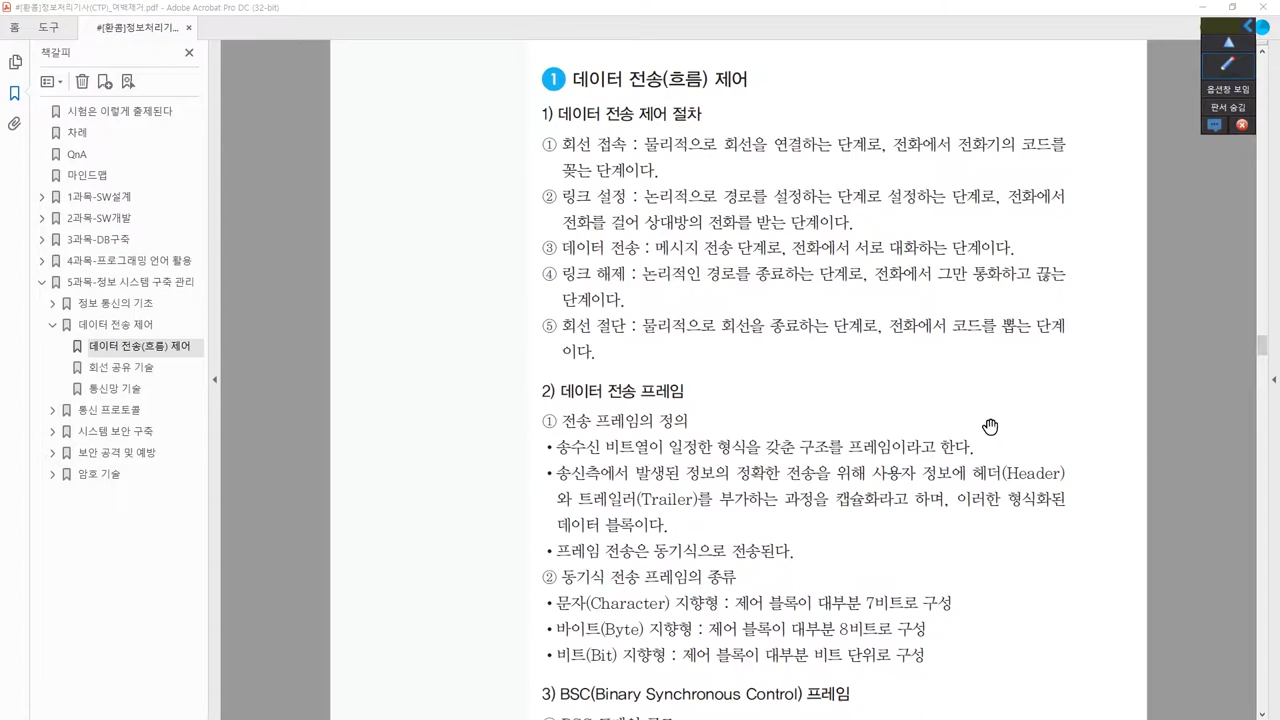 #[환콤]정보처리기사(CTP)_여백제거.pdf - Adobe Acrobat Pro DC (32-bit)
홈 도구 #[환콤]정보처리기... ×
책갈피
시험은 이렇게 출제된다
차례
QnA
마인드맵
1과목-SW설계
2과목-SW개발
3과목-DB구축
4과목-프로그래밍 언어 활용
5과목-정보 시스템 구축 관리
정보 통신의 기초
데이터 전송 제어
데이터 전송(흐름) 제어
회선 공유 기술
통신망 기술
통신 프로토콜
시스템 보안 구축
보안 공격 및 예방
암호 기술
1 데이터 전송(흐름) 제어
1) 데이터 전송 제어 절차
① 회선 접속 : 물리적으로 회선을 연결하는 단계로, 전화에서 전화기의 코드를
꽂는 단계이다.
② 링크 설정 : 논리적으로 경로를 설정하는 단계로 설정하는 단계로, 전화에서
전화를 걸어 상대방의 전화를 받는 단계이다.
③ 데이터 전송 : 메시지 전송 단계로, 전화에서 서로 대화하는 단계이다.
④ 링크 해제 : 논리적인 경로를 종료하는 단계로, 전화에서 그만 통화하고 끊는
단계이다.
⑤ 회선 절단 : 물리적으로 회선을 종료하는 단계로, 전화에서 코드를 뽑는 단계
이다.
2) 데이터 전송 프레임
① 전송 프레임의 정의
• 송수신 비트열이 일정한 형식을 갖춘 구조를 프레임이라고 한다.
• 송신측에서 발생된 정보의 정확한 전송을 위해 사용자 정보에 헤더(Header)
와 트레일러(Trailer)를 부가하는 과정을 캡슐화라고 하며, 이러한 형식화된
데이터 블록이다.
• 프레임 전송은 동기식으로 전송된다.
② 동기식 전송 프레임의 종류
• 문자(Character) 지향형 : 제어 블록이 대부분 7비트로 구성
• 바이트(Byte) 지향형 : 제어 블록이 대부분 8비트로 구성
• 비트(Bit) 지향형 : 제어 블록이 대부분 비트 단위로 구성
3) BSC(Binary Synchronous Control) 프레임
옵션창 보임
판서 숨김